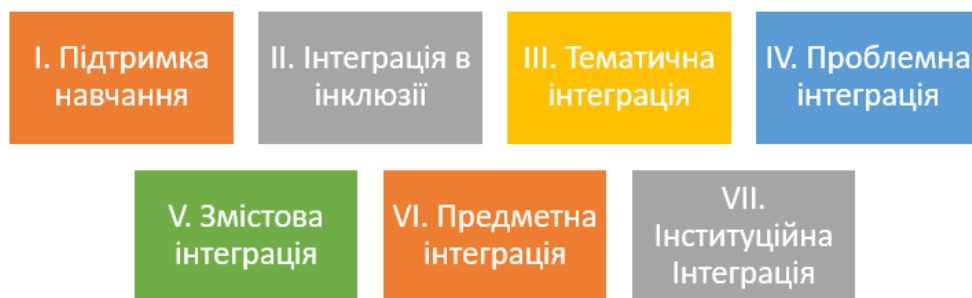 I. Підтримка
навчання
II. Інтеграція в
інклюзії
III. Тематична
інтеграція
IV. Проблемна
інтеграція
V. Змістова
інтеграція
VI. Предметна
інтеграція
VII.
Інституційна
Інтеграція